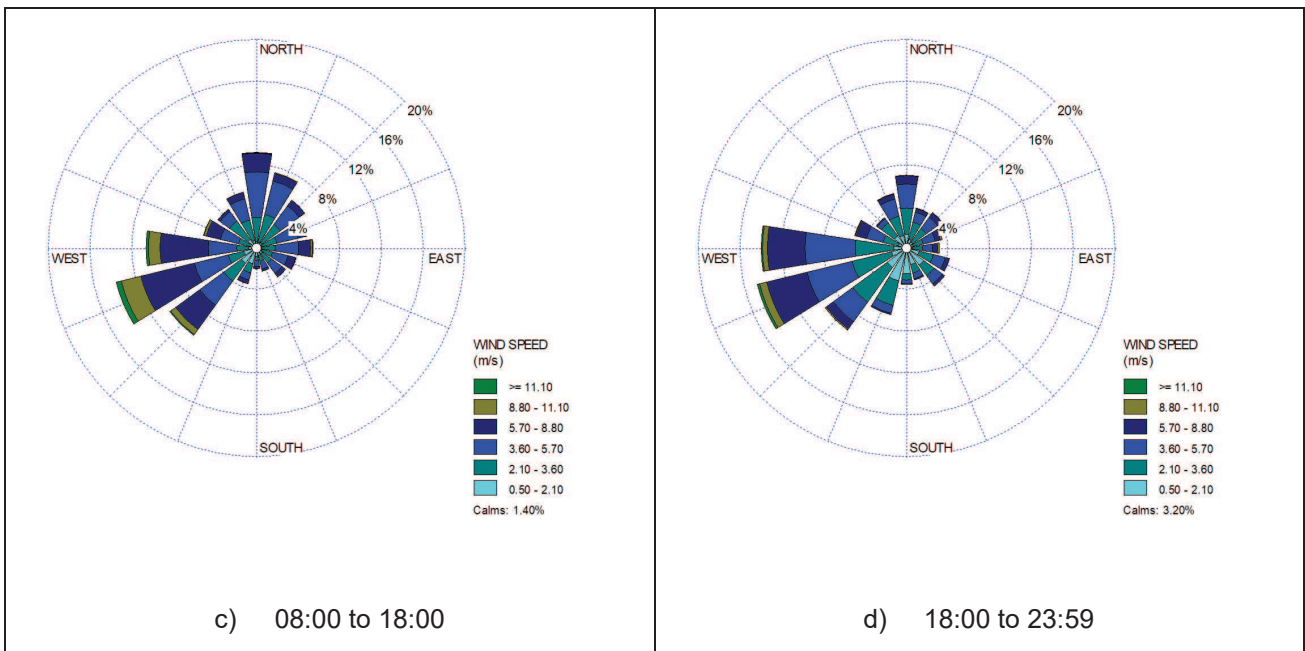 NORTH
20%
16%
12%
8%
4%
WEST
EAST
SOUTH
WIND SPEED
(m/s)
>= 11.10
8.80 - 11.10
5.70 - 8.80
3.60 - 5.70
2.10 - 3.60
0.50 - 2.10
Calms: 1.40%
c) 08:00 to 18:00
NORTH
20%
16%
12%
8%
4%
WEST
EAST
SOUTH
WIND SPEED
(m/s)
>= 11.10
8.80 - 11.10
5.70 - 8.80
3.60 - 5.70
2.10 - 3.60
0.50 - 2.10
Calms: 3.20%
d) 18:00 to 23:59